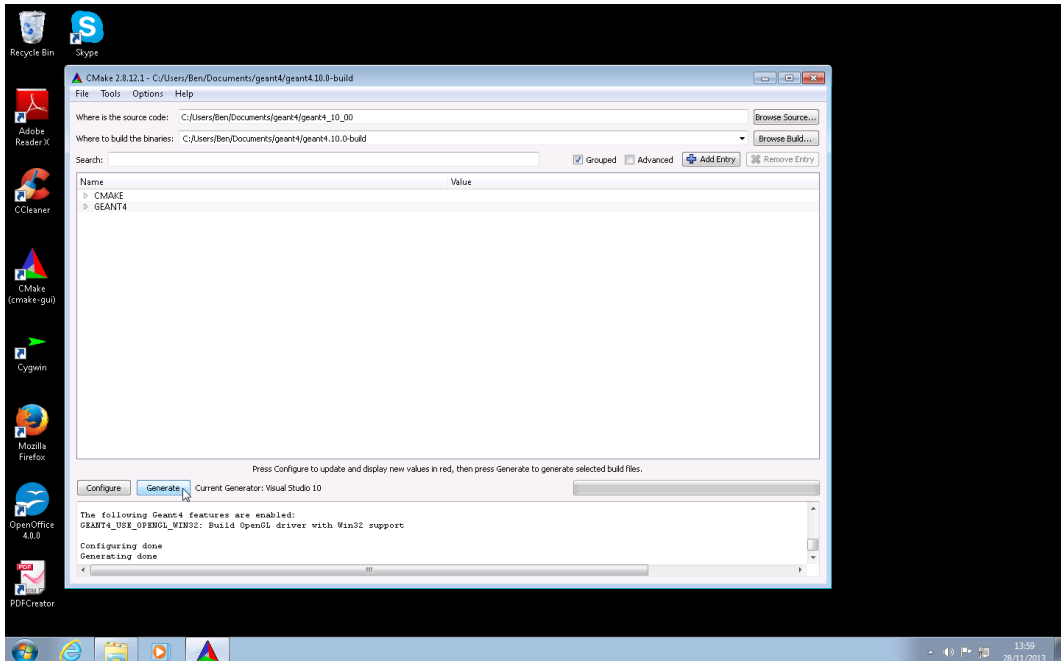 Recycle Bin
Skype
Adobe
Reader X
CCleaner
CMake
(cmake-gui)
Cygwin
Mozilla
Firefox
OpenOffice
4.0.0
PDF
PDFCreator
CMake 2.8.12.1 - C:/Users/Ben/Documents/geant4/geant4.10.0-build
File Tools Options Help
Where is the source code: C:/Users/Ben/Documents/geant4/geant4_10_00 Browse Source...
Where to build the binaries: C:/Users/Ben/Documents/geant4/geant4.10.0-build Browse Build...
Search: Grouped Advanced Add Entry Remove Entry
Name Value
CMAKE
GEANT4
Press Configure to update and display new values in red, then press Generate to generate selected build files.
Configure Generate Current Generator: Visual Studio 10
The following Geant4 features are enabled:
GEANT4_USE_OPENGL_WIN32: Build OpenGL driver with Win32 support
Configuring done
Generating done
13:59
28/11/2013